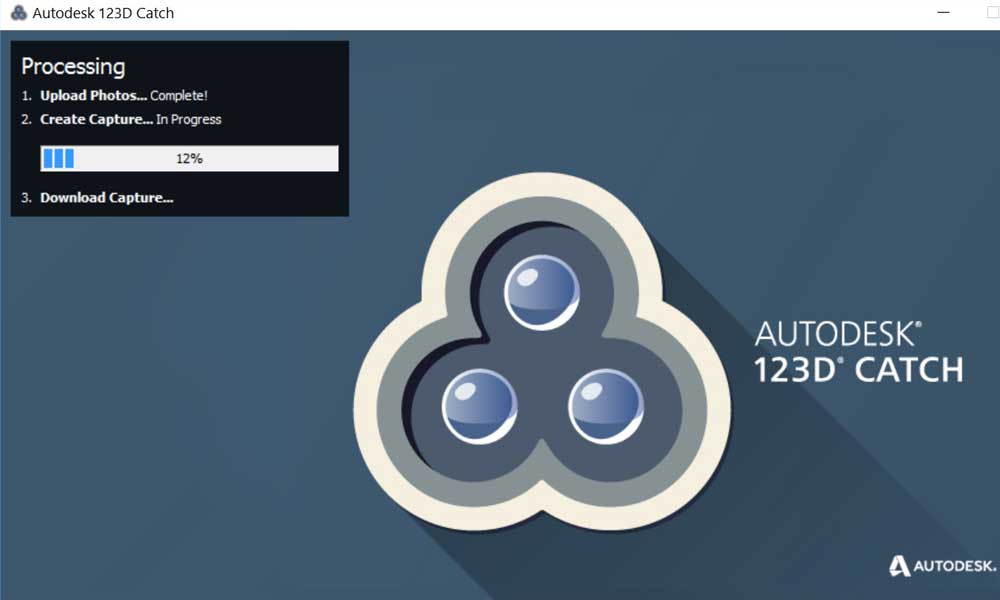 Autodesk 123D Catch
Processing
1. Upload Photos... Complete!
2. Create Capture... In Progress
12%
3. Download Capture...
AUTODESK®
123D® CATCH
AUTODESK.